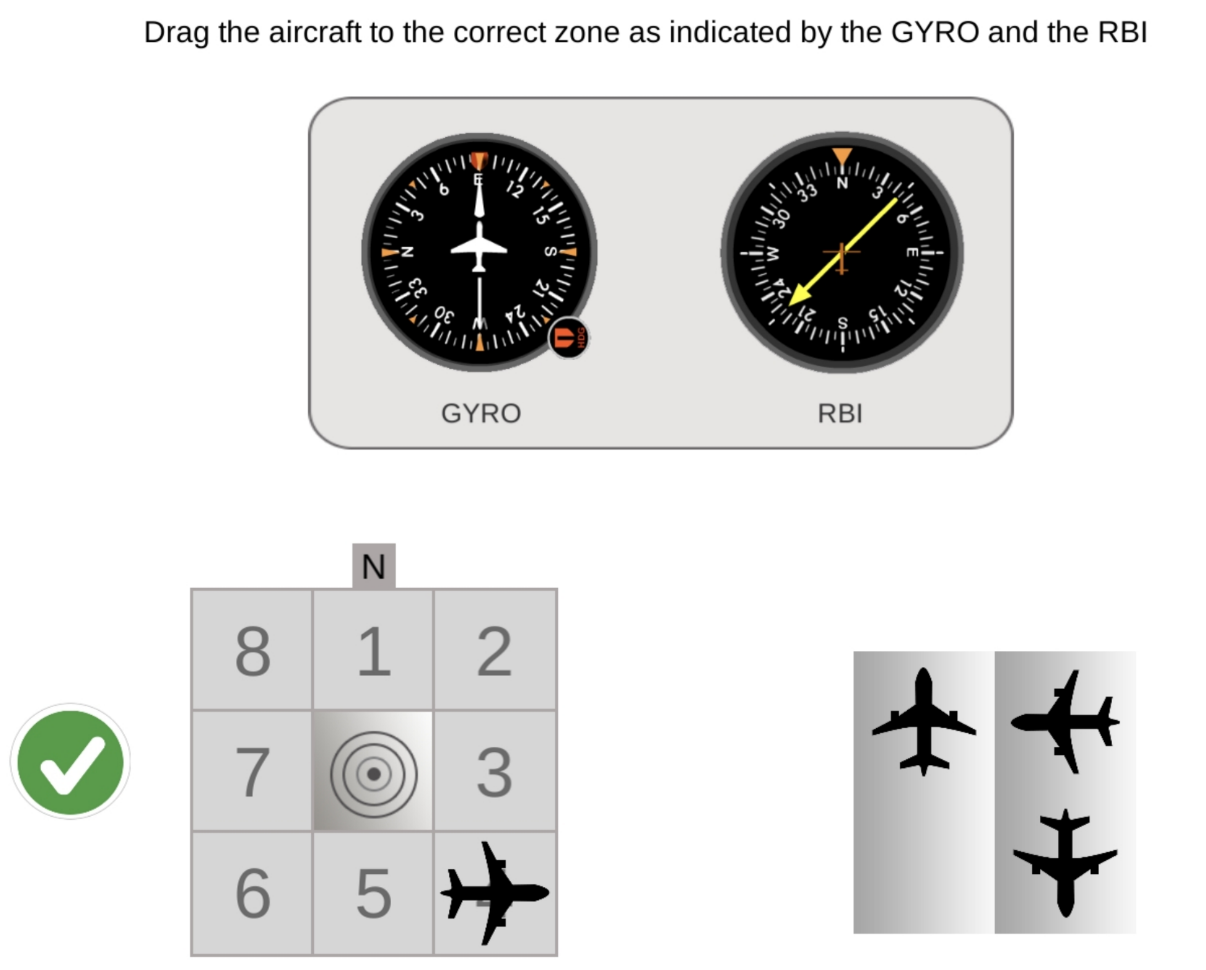 Drag the aircraft to the correct zone as indicated by the GYRO and the RBI
E
6 12
3 15
N S
33 21
30 24
W
HDG
N
33 3
30 6
W E
24 12
21 15
S
GYRO RBI
N
8 1 2
7 3
6 5